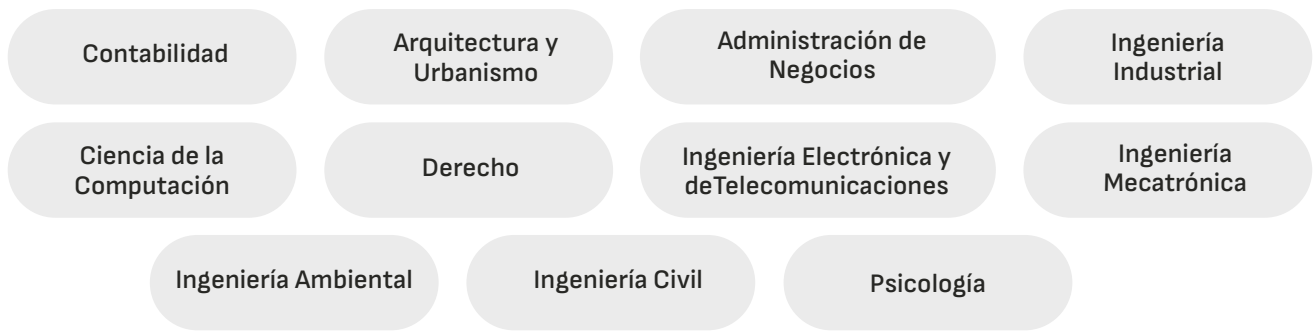 Contabilidad
Arquitectura y
Urbanismo
Administración de
Negocios
Ingeniería
Industrial
Ciencia de la
Computación
Derecho
Ingeniería Electrónica y
deTelecomunicaciones
Ingeniería
Mecatrónica
Ingeniería Ambiental
Ingeniería Civil
Psicología